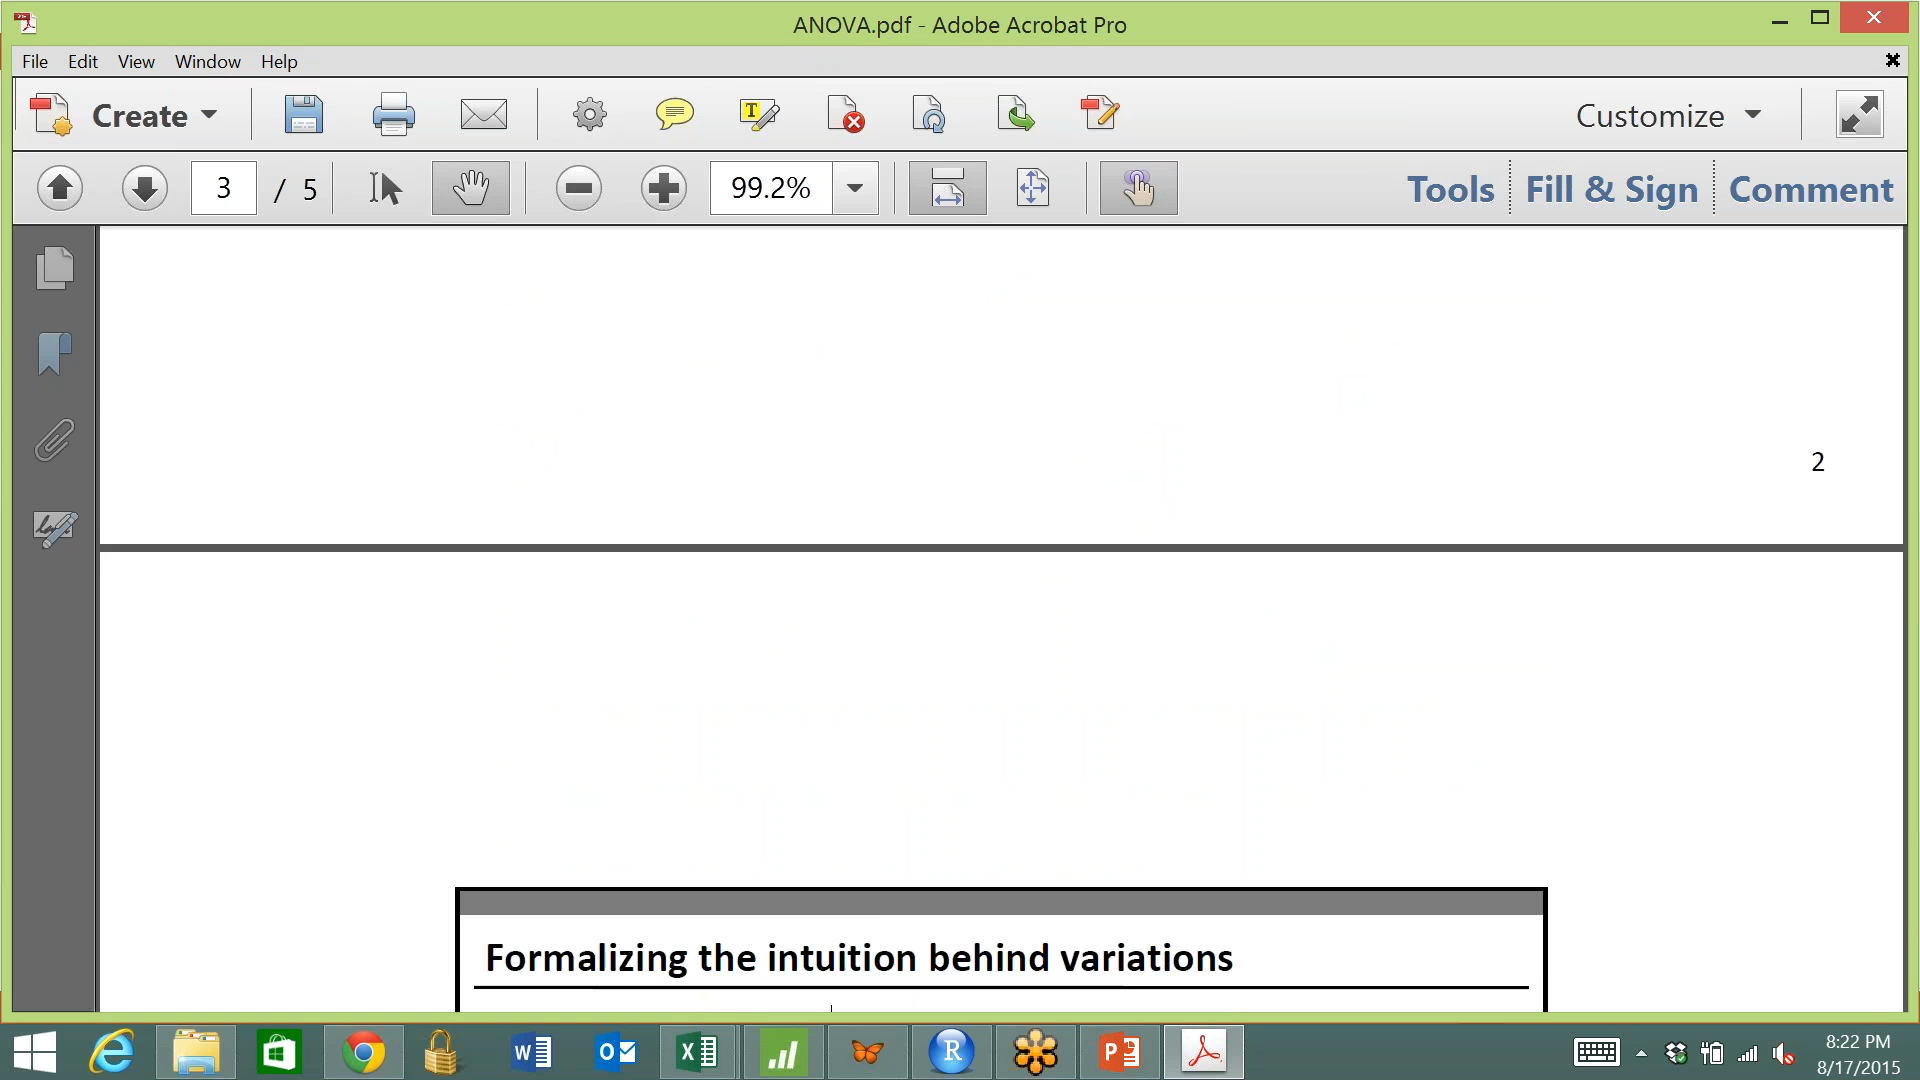 ANOVA.pdf - Adobe Acrobat Pro
File Edit View Window Help
Create
Customize
3 / 5
99.2%
Tools Fill & Sign Comment
2
Formalizing the intuition behind variations
8:22 PM
8/17/2015